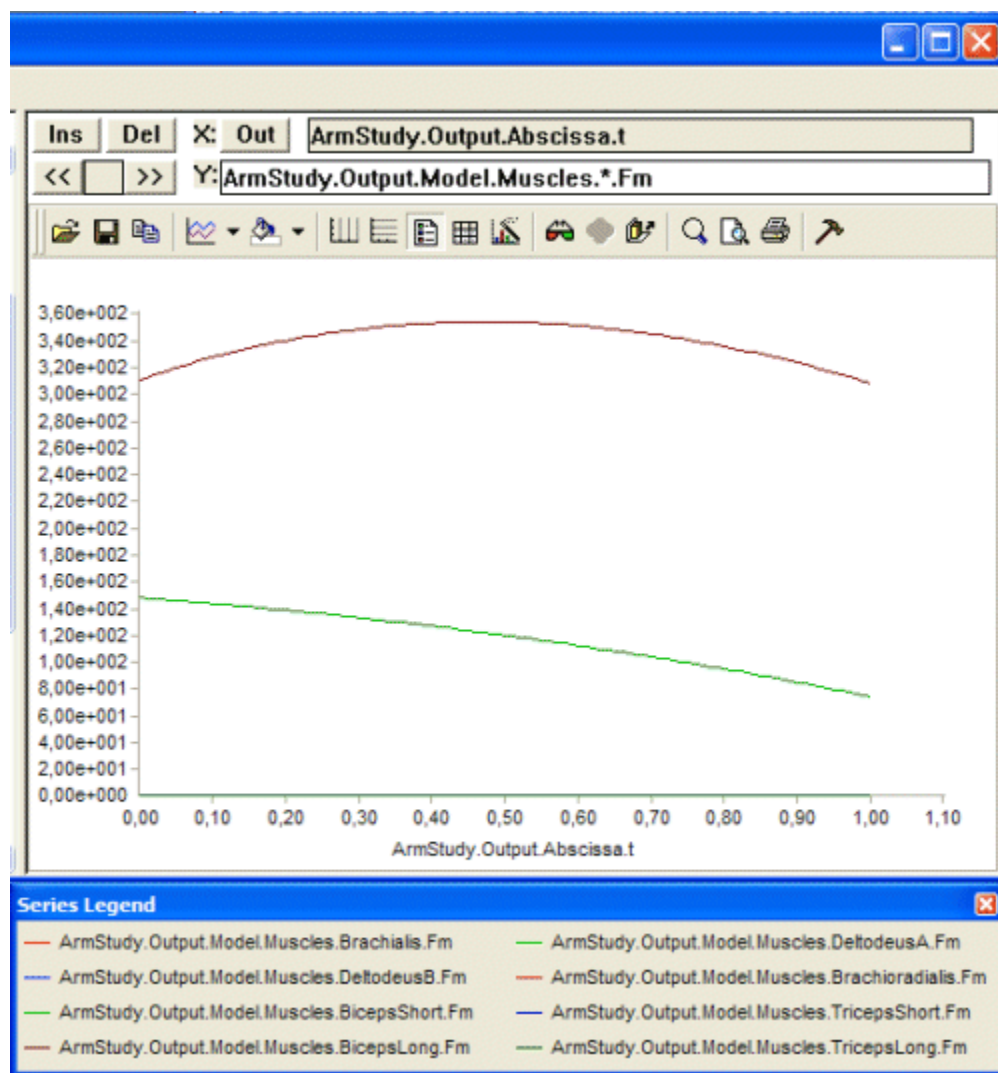 Ins Del X: Out ArmStudy.Output.Abscissa.t
<< >> Y: ArmStudy.Output.Model.Muscles.*.Fm
3,60e+002
3,40e+002
3,20e+002
3,00e+002
2,80e+002
2,60e+002
2,40e+002
2,20e+002
2,00e+002
1,80e+002
1,60e+002
1,40e+002
1,20e+002
1,00e+002
8,00e+001
6,00e+001
4,00e+001
2,00e+001
0,00e+000
0,00 0,10 0,20 0,30 0,40 0,50 0,60 0,70 0,80 0,90 1,00 1,10
ArmStudy.Output.Abscissa.t
Series Legend
ArmStudy.Output.Model.Muscles.Brachialis.Fm ArmStudy.Output.Model.Muscles.DeltodeusA.Fm
ArmStudy.Output.Model.Muscles.DeltodeusB.Fm ArmStudy.Output.Model.Muscles.Brachioradialis.Fm
ArmStudy.Output.Model.Muscles.BicepsShort.Fm ArmStudy.Output.Model.Muscles.TricepsShort.Fm
ArmStudy.Output.Model.Muscles.BicepsLong.Fm ArmStudy.Output.Model.Muscles.TricepsLong.Fm